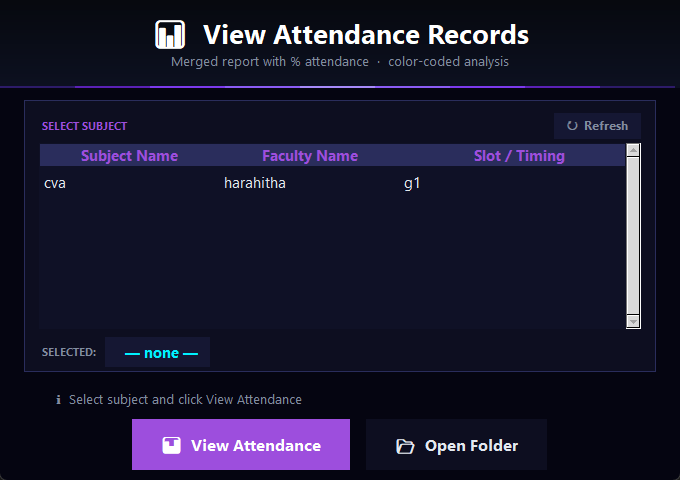 View Attendance Records
Merged report with % attendance · color-coded analysis
SELECT SUBJECT
↻ Refresh
Subject Name Faculty Name Slot / Timing
cva harahitha g1
SELECTED: — none —
ℹ Select subject and click View Attendance
View Attendance Open Folder